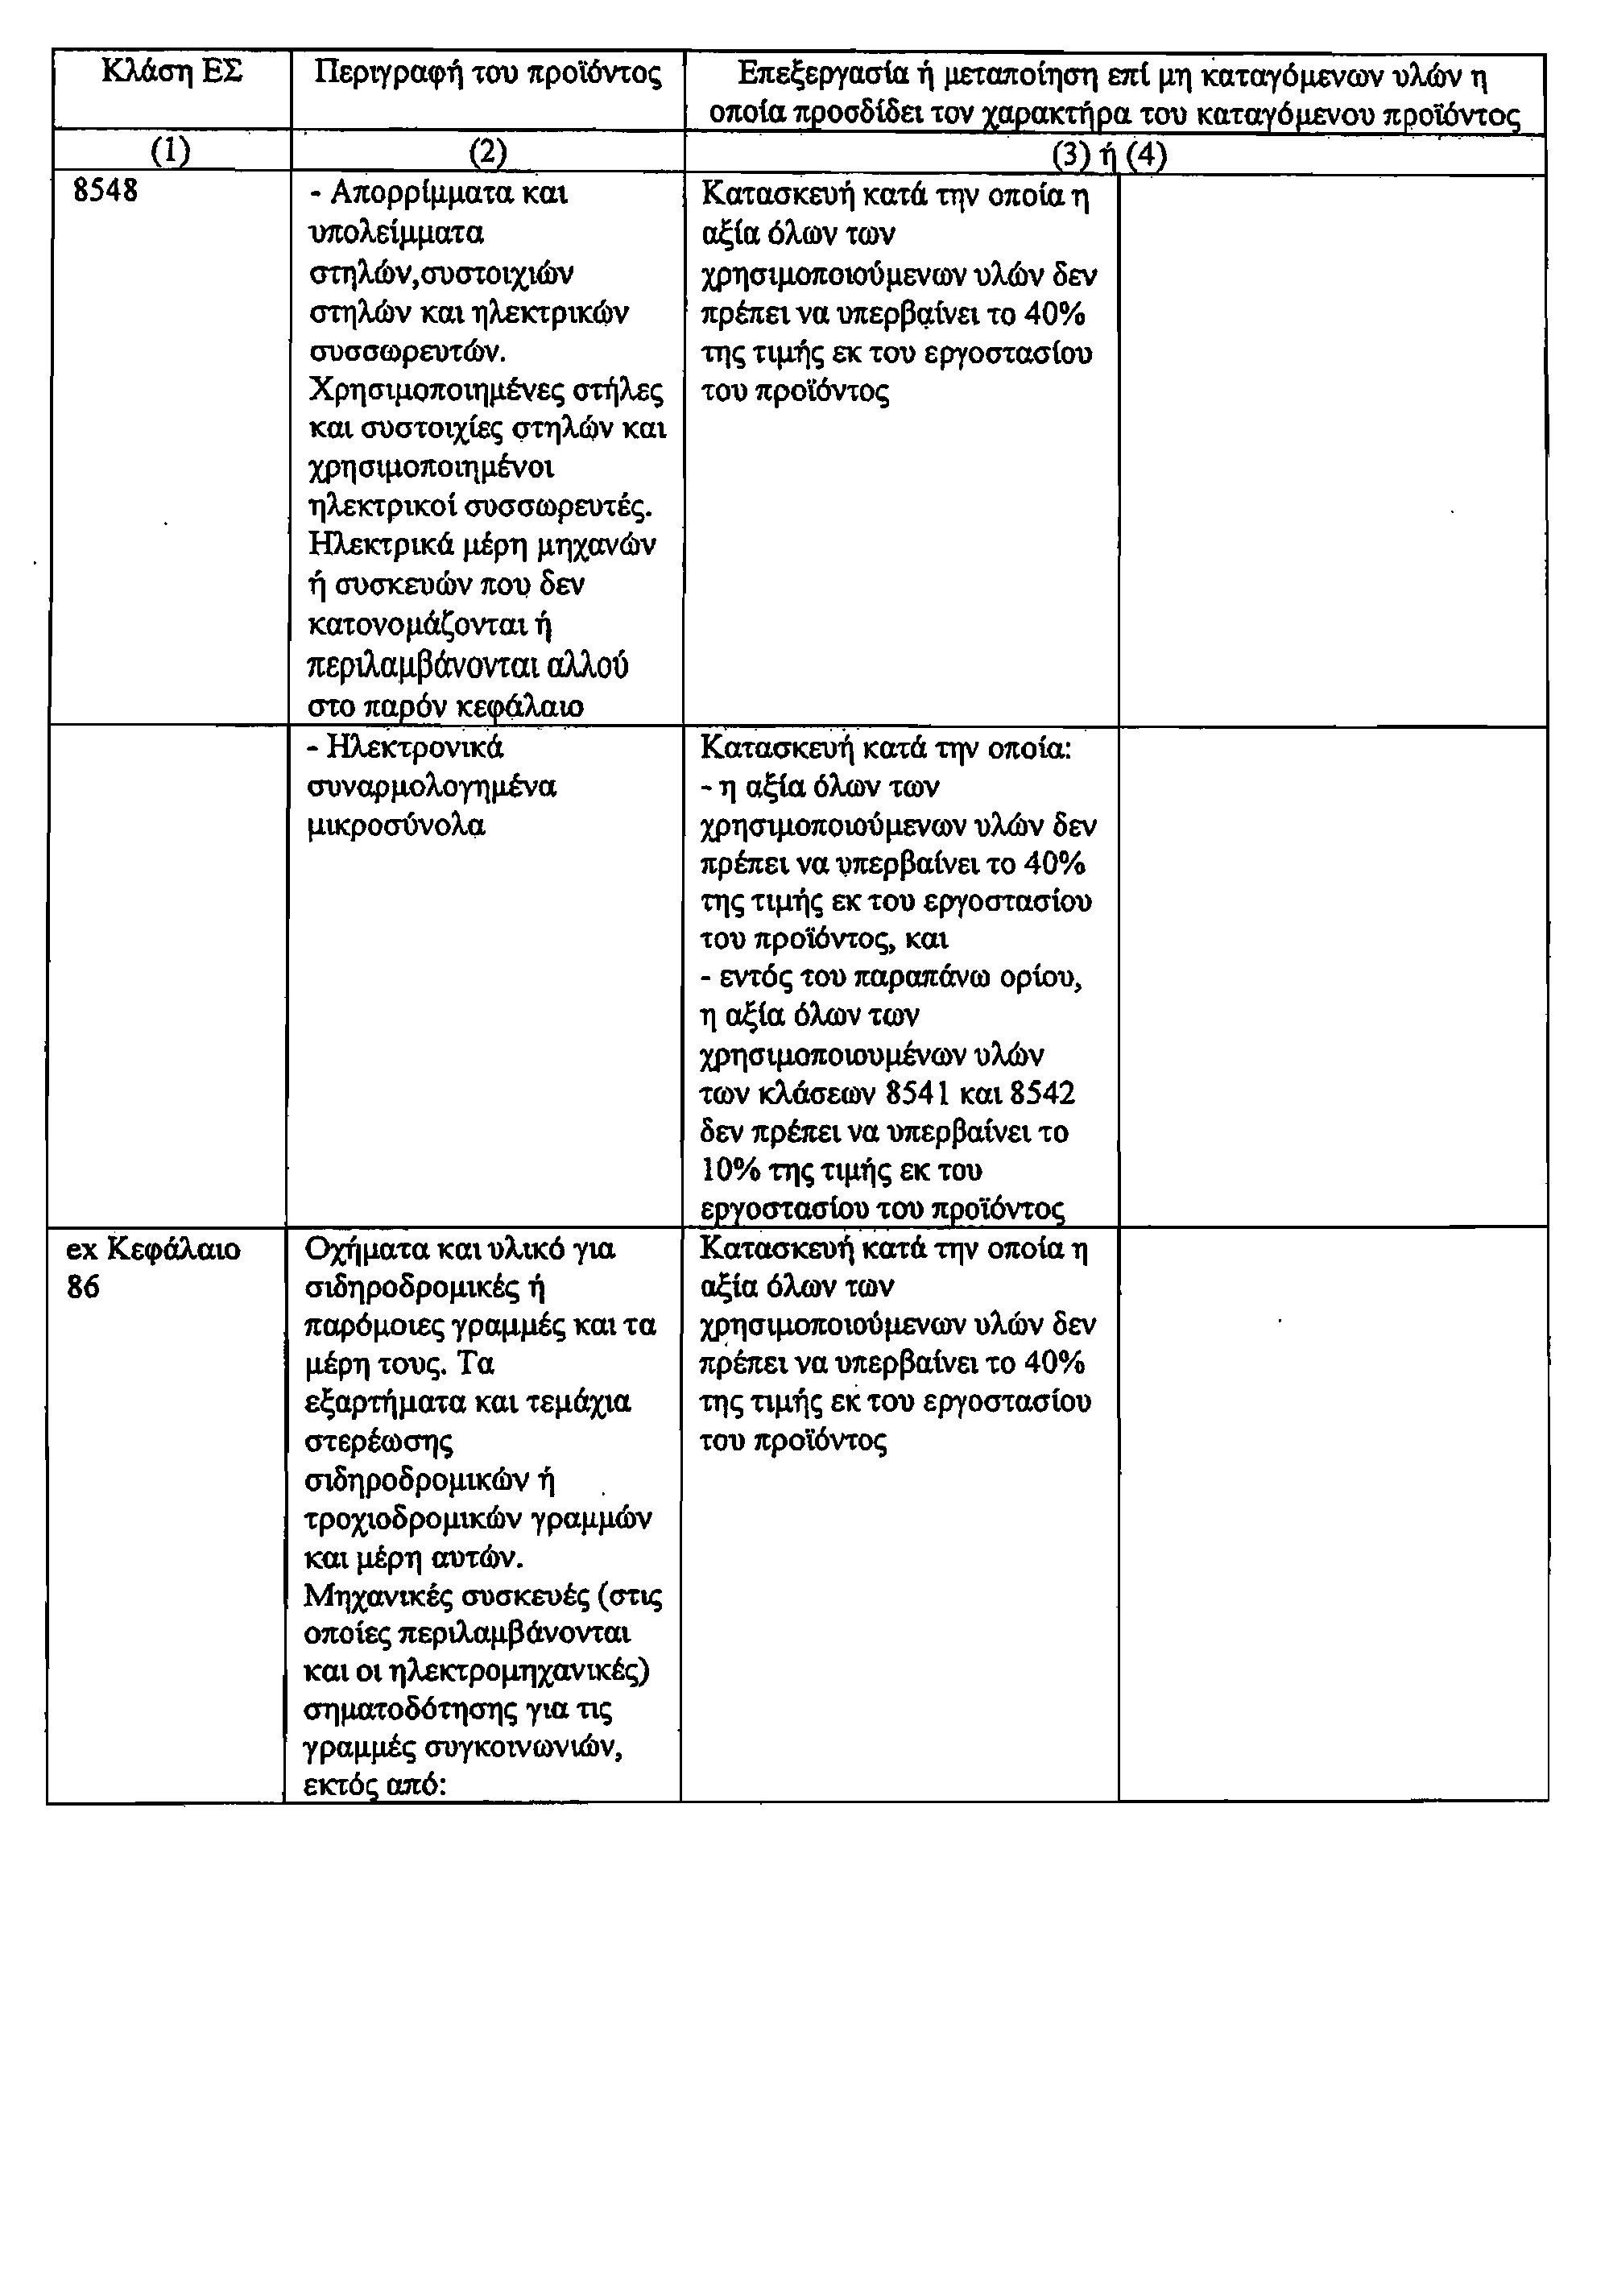 Κλάση ΕΣ
Περιγραφή του προϊόντος
Επεξεργασία ή μεταποίηση επί μη καταγόμενων υλών η
οποία προσδίδει τον χαρακτήρα του καταγόμενου προϊόντος
(1)
(2)
(3) ή (4)
8548
- Απορρίμματα και
υπολείμματα
στηλών,συστοιχιών
στηλών και ηλεκτρικών
συσσωρευτών.
Χρησιμοποιημένες στήλες
και συστοιχίες στηλών και
χρησιμοποιημένοι
ηλεκτρικοί συσσωρευτές.
Ηλεκτρικά μέρη μηχανών
ή συσκευών που δεν
κατονομάζονται ή
περιλαμβάνονται αλλού
στο παρόν κεφάλαιο
Κατασκευή κατά την οποία η
αξία όλων των
χρησιμοποιούμενων υλών δεν
πρέπει να υπερβαίνει το 40%
της τιμής εκ του εργοστασίου
του προϊόντος
- Ηλεκτρονικά
συναρμολογημένα
μικροσύνολα
Κατασκευή κατά την οποία:
- η αξία όλων των
χρησιμοποιούμενων υλών δεν
πρέπει να υπερβαίνει το 40%
της τιμής εκ του εργοστασίου
του προϊόντος, και
- εντός του παραπάνω ορίου,
η αξία όλων των
χρησιμοποιουμένων υλών
των κλάσεων 8541 και 8542
δεν πρέπει να υπερβαίνει το
10% της τιμής εκ του
εργοστασίου του προϊόντος
ex Κεφάλαιο
86
Οχήματα και υλικό για
σιδηροδρομικές ή
παρόμοιες γραμμές και τα
μέρη τους. Τα
εξαρτήματα και τεμάχια
στερέωσης
σιδηροδρομικών ή
τροχιοδρομικών γραμμών
και μέρη αυτών.
Μηχανικές συσκευές (στις
οποίες περιλαμβάνονται
και οι ηλεκτρομηχανικές)
σηματοδότησης για τις
γραμμές συγκοινωνιών,
εκτός από:
Κατασκευή κατά την οποία η
αξία όλων των
χρησιμοποιούμενων υλών δεν
πρέπει να υπερβαίνει το 40%
της τιμής εκ του εργοστασίου
του προϊόντος